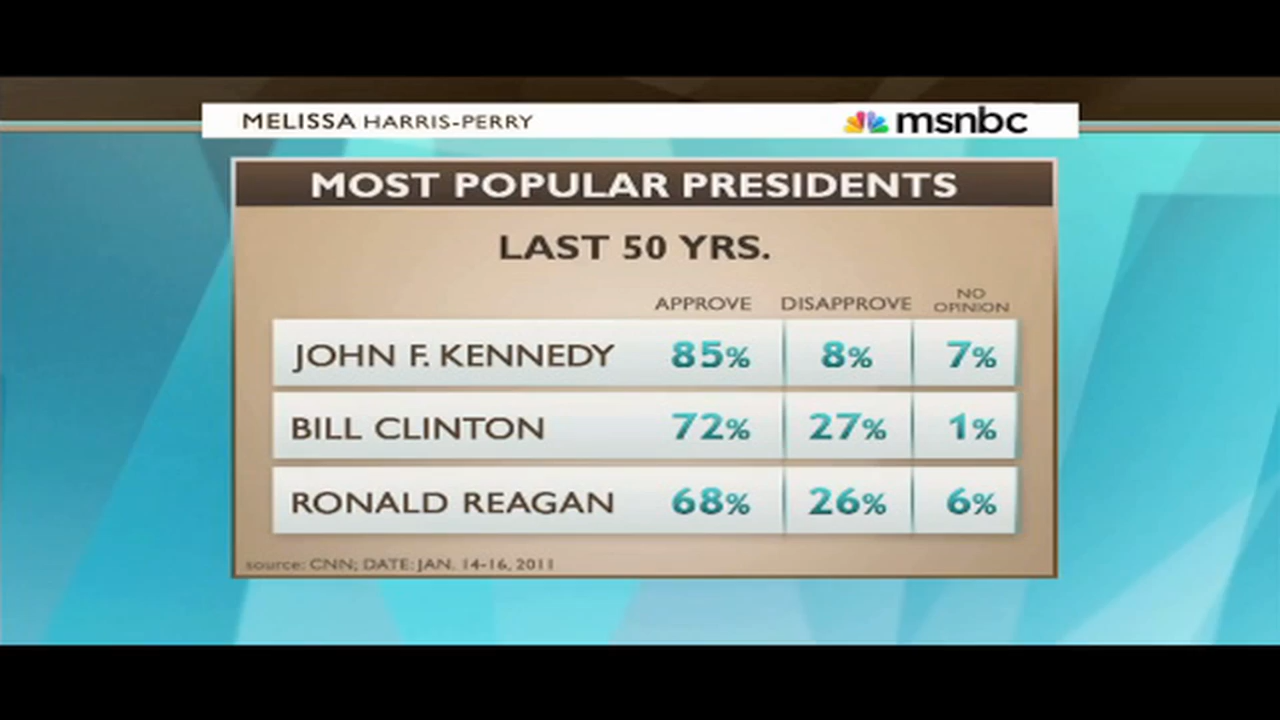 MELISSA HARRIS-PERRY msnbc
MOST POPULAR PRESIDENTS
LAST 50 YRS.
APPROVE DISAPPROVE NO OPINION
JOHN F. KENNEDY 85% 8% 7%
BILL CLINTON 72% 27% 1%
RONALD REAGAN 68% 26% 6%
source: CNN; DATE: JAN. 14-16, 2011